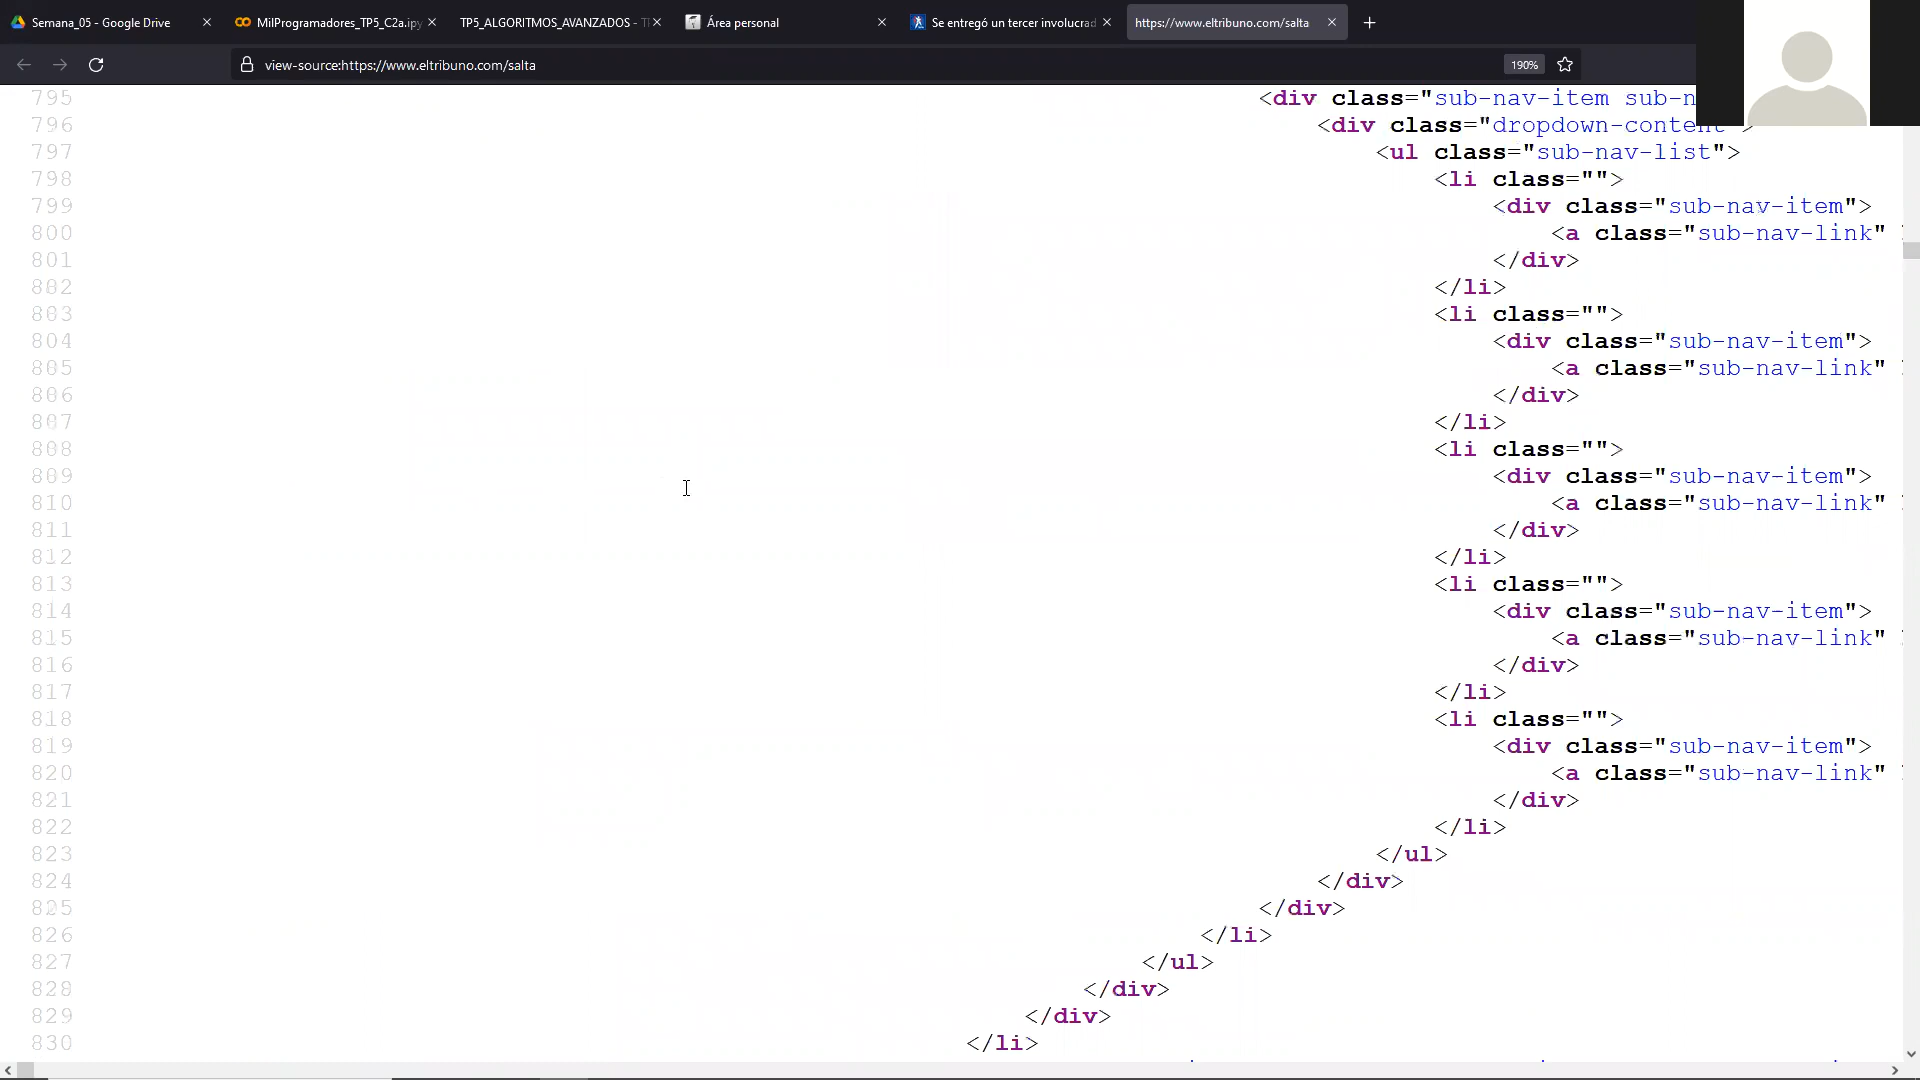 Semana_05 - Google Drive
MilProgramadores_TP5_C2a.ipy
TP5_ALGORITMOS_AVANZADOS - T
Área personal
Se entregó un tercer involucrad
https://www.eltribuno.com/salta
view-source:https://www.eltribuno.com/salta
190%
795 <div class="sub-nav-item sub-n
796 <div class="dropdown-content">
797 <ul class="sub-nav-list">
798 <li class="">
799 <div class="sub-nav-item">
800 <a class="sub-nav-link"
801 </div>
802 </li>
803 <li class="">
804 <div class="sub-nav-item">
805 <a class="sub-nav-link"
806 </div>
807 </li>
808 <li class="">
809 <div class="sub-nav-item">
810 <a class="sub-nav-link"
811 </div>
812 </li>
813 <li class="">
814 <div class="sub-nav-item">
815 <a class="sub-nav-link"
816 </div>
817 </li>
818 <li class="">
819 <div class="sub-nav-item">
820 <a class="sub-nav-link"
821 </div>
822 </li>
823 </ul>
824 </div>
825 </div>
826 </li>
827 </ul>
828 </div>
829 </div>
830 </li>